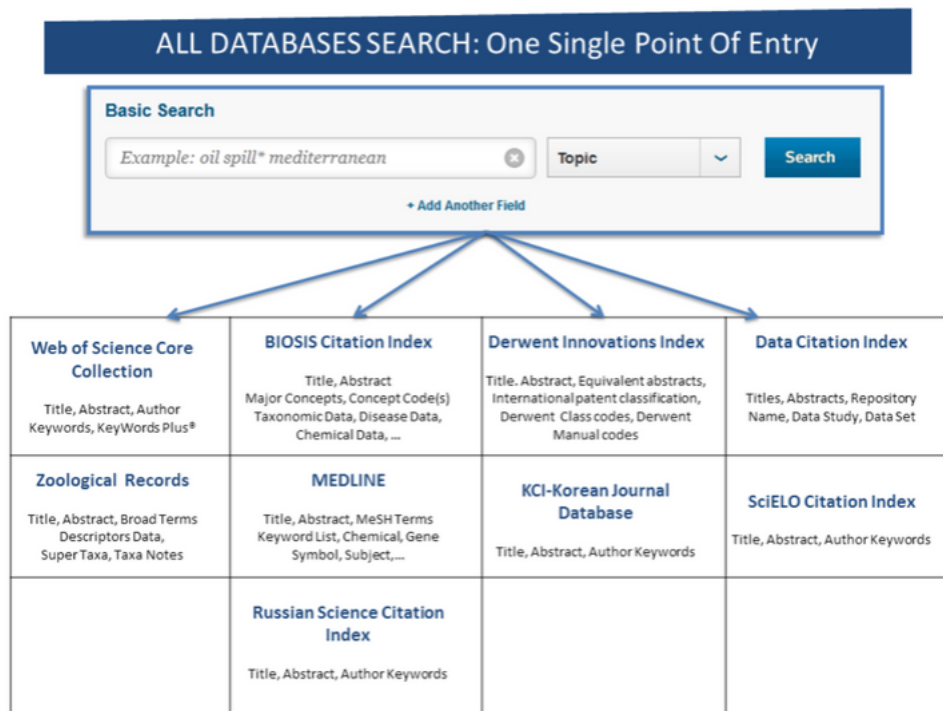 ALL DATABASES SEARCH: One Single Point Of Entry
Basic Search
Example: oil spill* mediterranean
Topic
Search
+ Add Another Field
Web of Science Core
Collection
Title, Abstract, Author
Keywords, KeyWords Plus®
BIOSIS Citation Index
Title, Abstract
Major Concepts, Concept Code(s)
Taxonomic Data, Disease Data,
Chemical Data, ...
Derwent Innovations Index
Title. Abstract, Equivalent abstracts,
International patent classification,
Derwent Class codes, Derwent
Manual codes
Data Citation Index
Titles, Abstracts, Repository
Name, Data Study, Data Set
Zoological Records
Title, Abstract, Broad Terms
Descriptors Data,
Super Taxa, Taxa Notes
MEDLINE
Title, Abstract, MeSH Terms
Keyword List, Chemical, Gene
Symbol, Subject,...
KCI-Korean Journal
Database
Title, Abstract, Author Keywords
SciELO Citation Index
Title, Abstract, Author Keywords
Russian Science Citation
Index
Title, Abstract, Author Keywords